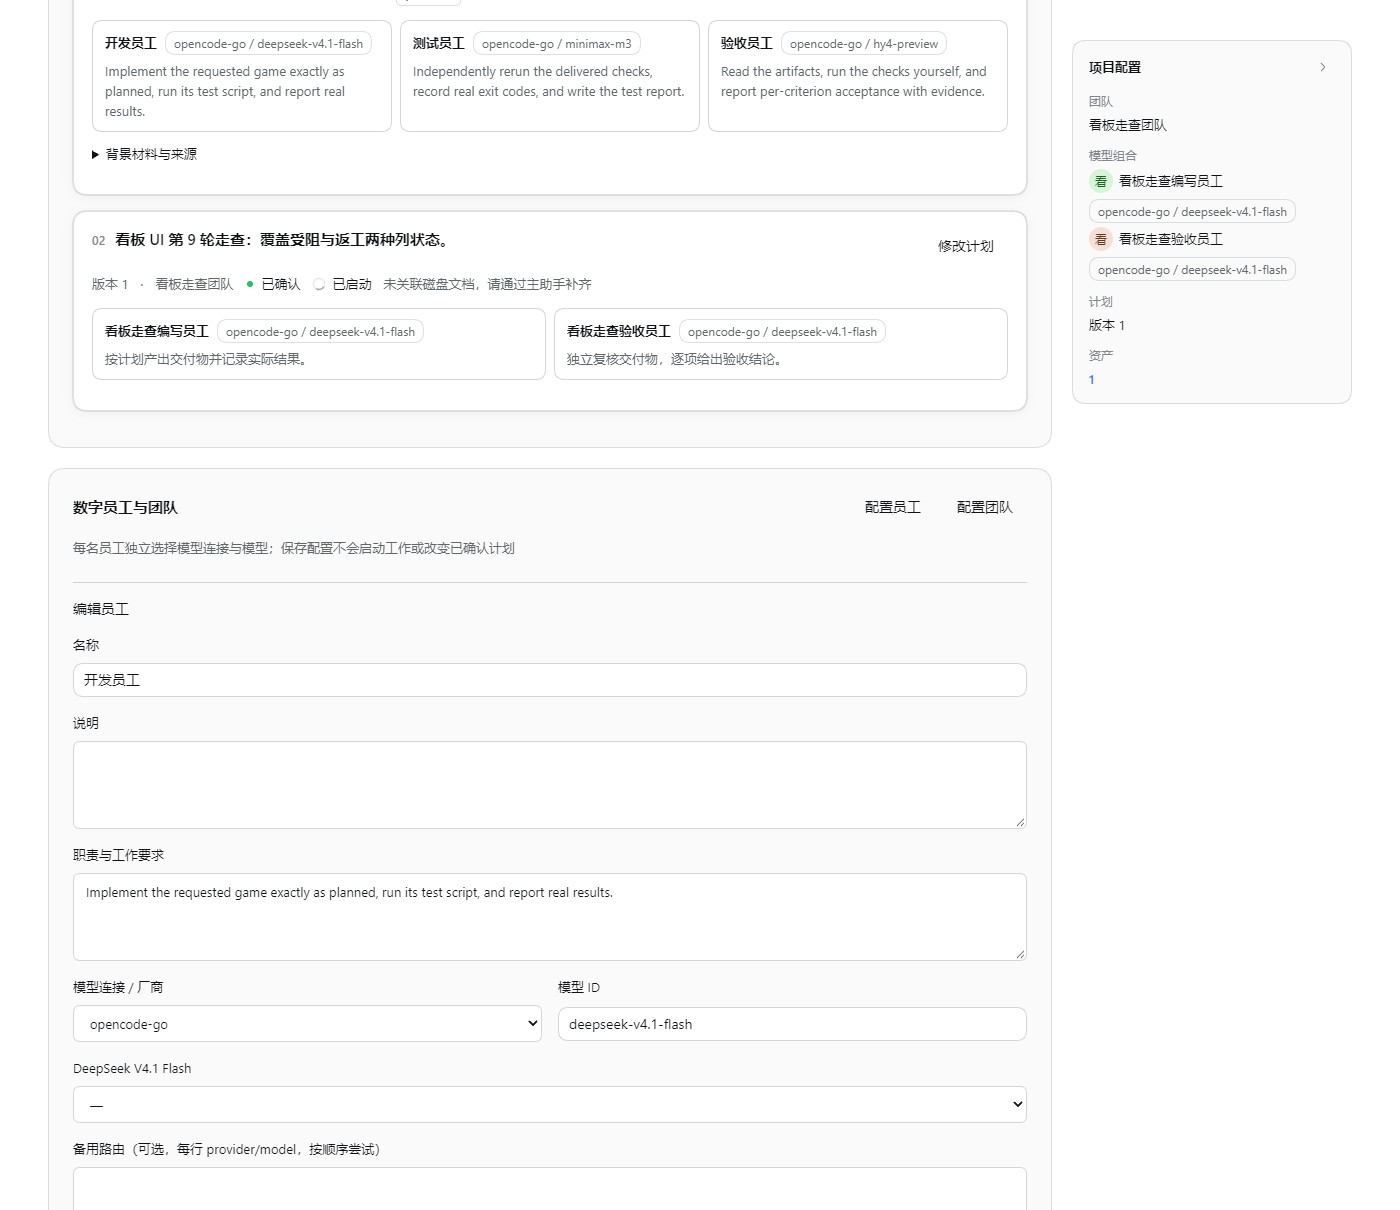 开发员工 opencode-go / deepseek-v4.1-flash
Implement the requested game exactly as
planned, run its test script, and report real
results.
测试员工 opencode-go / minimax-m3
Independently rerun the delivered checks,
record real exit codes, and write the test report.
验收员工 opencode-go / hy4-preview
Read the artifacts, run the checks yourself, and
report per-criterion acceptance with evidence.
背景材料与来源
02 看板 UI 第 9 轮走查：覆盖受阻与返工两种列状态。
修改计划
版本 1 · 看板走查团队 已确认 已启动 未关联磁盘文档，请通过主助手补齐
看板走查编写员工 opencode-go / deepseek-v4.1-flash
按计划产出交付物并记录实际结果。
看板走查验收员工 opencode-go / deepseek-v4.1-flash
独立复核交付物，逐项给出验收结论。
数字员工与团队
配置员工 配置团队
每名员工独立选择模型连接与模型；保存配置不会启动工作或改变已确认计划
编辑员工
名称
开发员工
说明
职责与工作要求
Implement the requested game exactly as planned, run its test script, and report real results.
模型连接 / 厂商
opencode-go
模型 ID
deepseek-v4.1-flash
DeepSeek V4.1 Flash
—
备用路由（可选，每行 provider/model，按顺序尝试）
项目配置
团队
看板走查团队
模型组合
看 看板走查编写员工
opencode-go / deepseek-v4.1-flash
看 看板走查验收员工
opencode-go / deepseek-v4.1-flash
计划
版本 1
资产
1